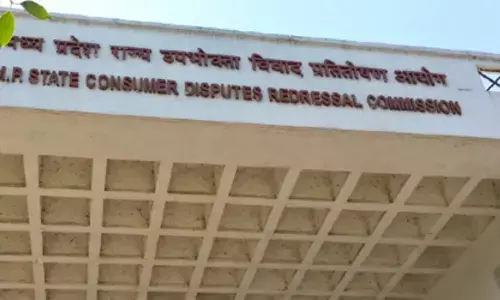 मध्य प्रदेश राज्य उपभोक्ता विवाद प्रतितोषण आयोग
M.P. STATE CONSUMER DISPUTES REDRESSAL COMMISSION